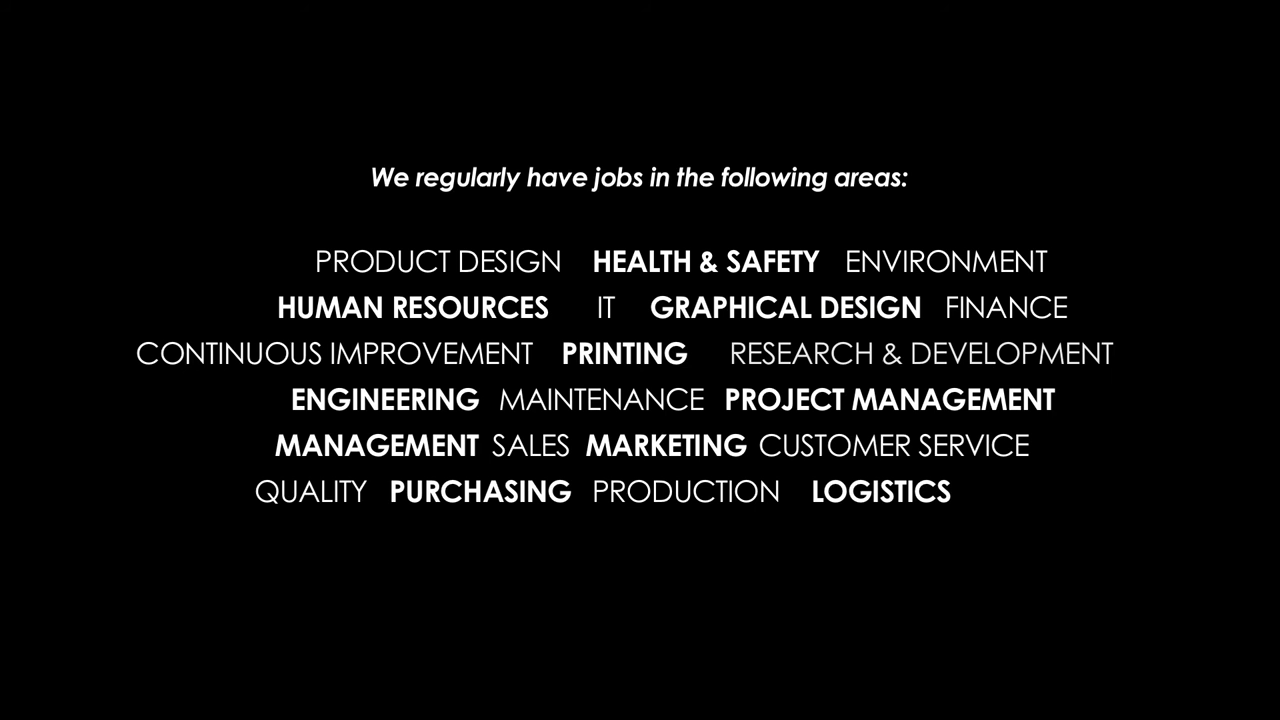 We regularly have jobs in the following areas:
PRODUCT DESIGN HEALTH & SAFETY ENVIRONMENT
HUMAN RESOURCES IT GRAPHICAL DESIGN FINANCE
CONTINUOUS IMPROVEMENT PRINTING RESEARCH & DEVELOPMENT
ENGINEERING MAINTENANCE PROJECT MANAGEMENT
MANAGEMENT SALES MARKETING CUSTOMER SERVICE
QUALITY PURCHASING PRODUCTION LOGISTICS